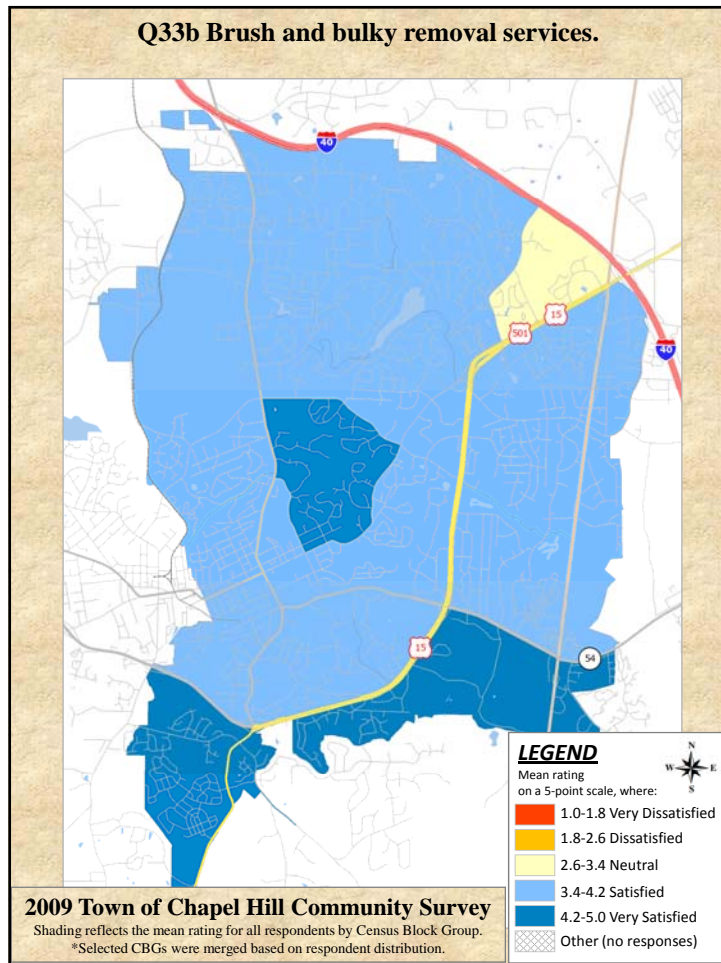 Q33b Brush and bulky removal services.
40
15
501
40
15
54
LEGEND
Mean rating
on a 5-point scale, where:
N
W E
S
1.0-1.8 Very Dissatisfied
1.8-2.6 Dissatisfied
2.6-3.4 Neutral
3.4-4.2 Satisfied
4.2-5.0 Very Satisfied
Other (no responses)
2009 Town of Chapel Hill Community Survey
Shading reflects the mean rating for all respondents by Census Block Group.
*Selected CBGs were merged based on respondent distribution.